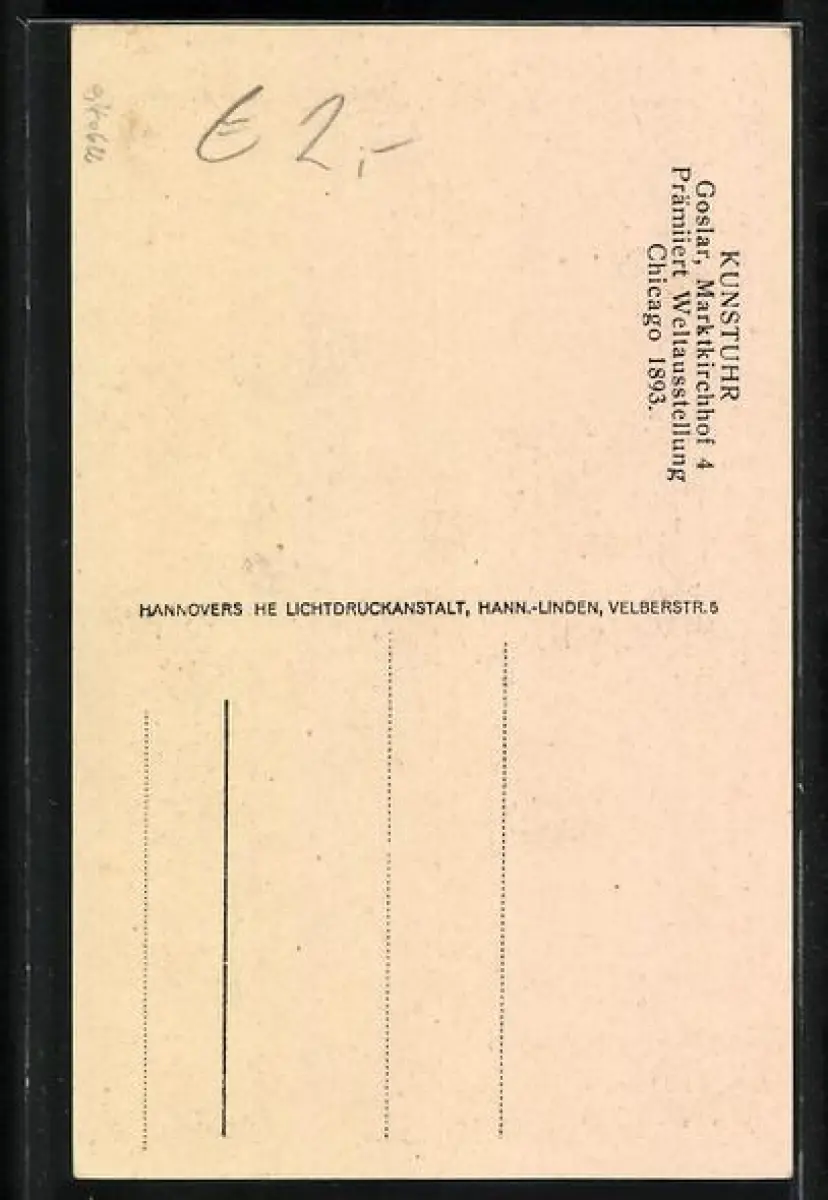 KUNSTUHR
Goslar, Marktkirchhof 4
Prämiiert Weltausstellung
Chicago 1893.
HANNOVERS HE LICHTDRUCKANSTALT, HANN.-LINDEN, VELBERSTR. 5
€ 2,-